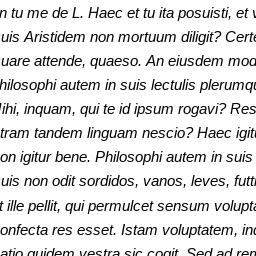 n tu me de L. Haec et tu ita posuisti, et v
uis Aristidem non mortuum diligit? Certe
uare attende, quaeso. An eiusdem mod
hilosophi autem in suis lectulis plerumqu
ihi, inquam, qui te id ipsum rogavi? Res
tram tandem linguam nescio? Haec igit
on igitur bene. Philosophi autem in suis
uis non odit sordidos, vanos, leves, futt
t ille pellit, qui permulcet sensum volupta
onfecta res esset. Istam voluptatem, inq
atio quidem vestra sic cogit. Sed ad rem